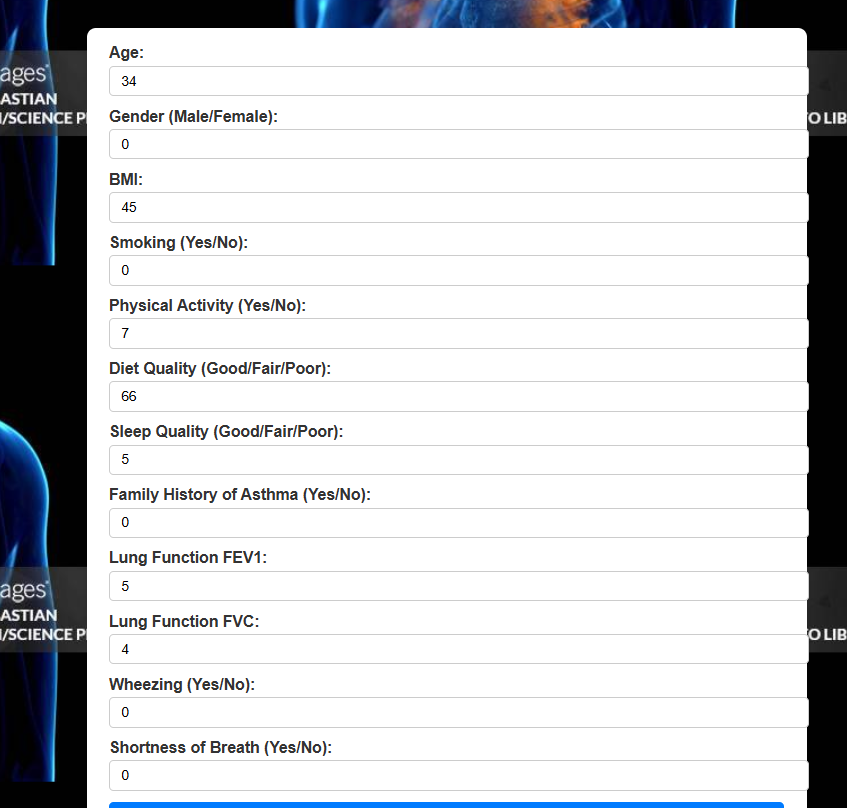 Age:
34
ages
ASTIAN
/SCIENCE
O LIB
Gender (Male/Female):
0
BMI:
45
Smoking (Yes/No):
0
Physical Activity (Yes/No):
7
Diet Quality (Good/Fair/Poor):
66
Sleep Quality (Good/Fair/Poor):
5
Family History of Asthma (Yes/No):
0
Lung Function FEV1:
5
ages
ASTIAN
/SCIENCE
O LIB
Lung Function FVC:
4
Wheezing (Yes/No):
0
Shortness of Breath (Yes/No):
0